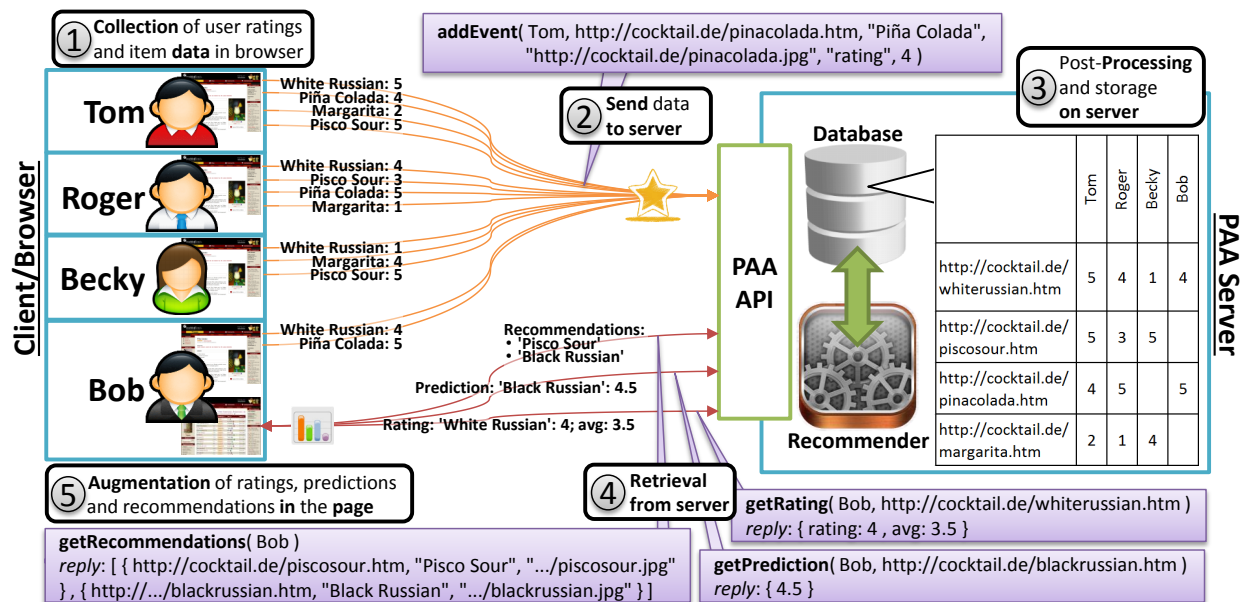 1 Collection of user ratings
and item data in browser
addEvent( Tom, http://cocktail.de/pinacolada.htm, "Piña Colada",
"http://cocktail.de/pinacolada.jpg", "rating", 4 )
2 Send data
to server
3 Post-Processing
and storage
on server
Client/Browser
Tom
White Russian: 5
Piña Colada: 4
Margarita: 2
Pisco Sour: 5
Roger
White Russian: 4
Pisco Sour: 3
Piña Colada: 5
Margarita: 1
Becky
White Russian: 1
Margarita: 4
Pisco Sour: 5
Bob
White Russian: 4
Piña Colada: 5
Recommendations:
• 'Pisco Sour'
• 'Black Russian'
Prediction: 'Black Russian': 4.5
Rating: 'White Russian': 4; avg: 3.5
PAA
API
Database
Recommender
Tom Roger Becky Bob
http://cocktail.de/
whiterussian.htm 5 4 1 4
http://cocktail.de/
piscosour.htm 5 3 5
http://cocktail.de/
pinacolada.htm 4 5 5
http://cocktail.de/
margarita.htm 2 1 4
PAA Server
5 Augmentation of ratings, predictions
and recommendations in the page
4 Retrieval
from server
getRating( Bob, http://cocktail.de/whiterussian.htm )
reply: { rating: 4 , avg: 3.5 }
getRecommendations( Bob )
reply: [ { http://cocktail.de/piscosour.htm, "Pisco Sour", ".../piscosour.jpg"
} , { http://.../blackrussian.htm, "Black Russian", ".../blackrussian.jpg" } ]
getPrediction( Bob, http://cocktail.de/blackrussian.htm )
reply: { 4.5 }